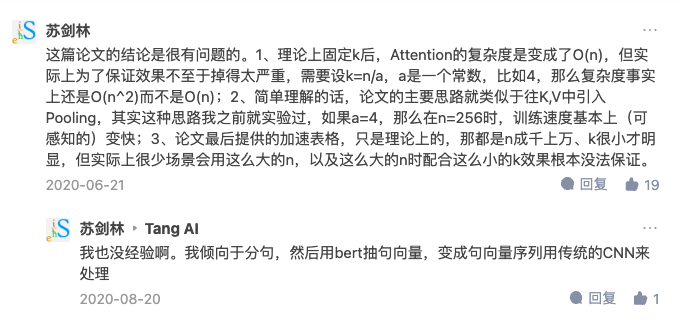 苏剑林
这篇论文的结论是很有问题的。1、理论上固定k后，Attention的复杂度是变成了O(n)，但实
际上为了保证效果不至于掉得太严重，需要设k=n/a，a是一个常数，比如4，那么复杂度事实
上还是O(n^2)而不是O(n)；2、简单理解的话，论文的主要思路就类似于往K,V中引入
Pooling，其实这种思路我之前就实验过，如果a=4，那么在n=256时，训练速度基本上（可
感知的）变快；3、论文最后提供的加速表格，只是理论上的，那都是n成千上万、k很小才明
显，但实际上很少场景会用这么大的n，以及这么大的n时配合这么小的k效果根本没法保证。
2020-06-21 回复 19
苏剑林 Tang AI
我也没经验啊。我倾向于分句，然后用bert抽句向量，变成句向量序列用传统的CNN来
处理
2020-08-20 回复 1